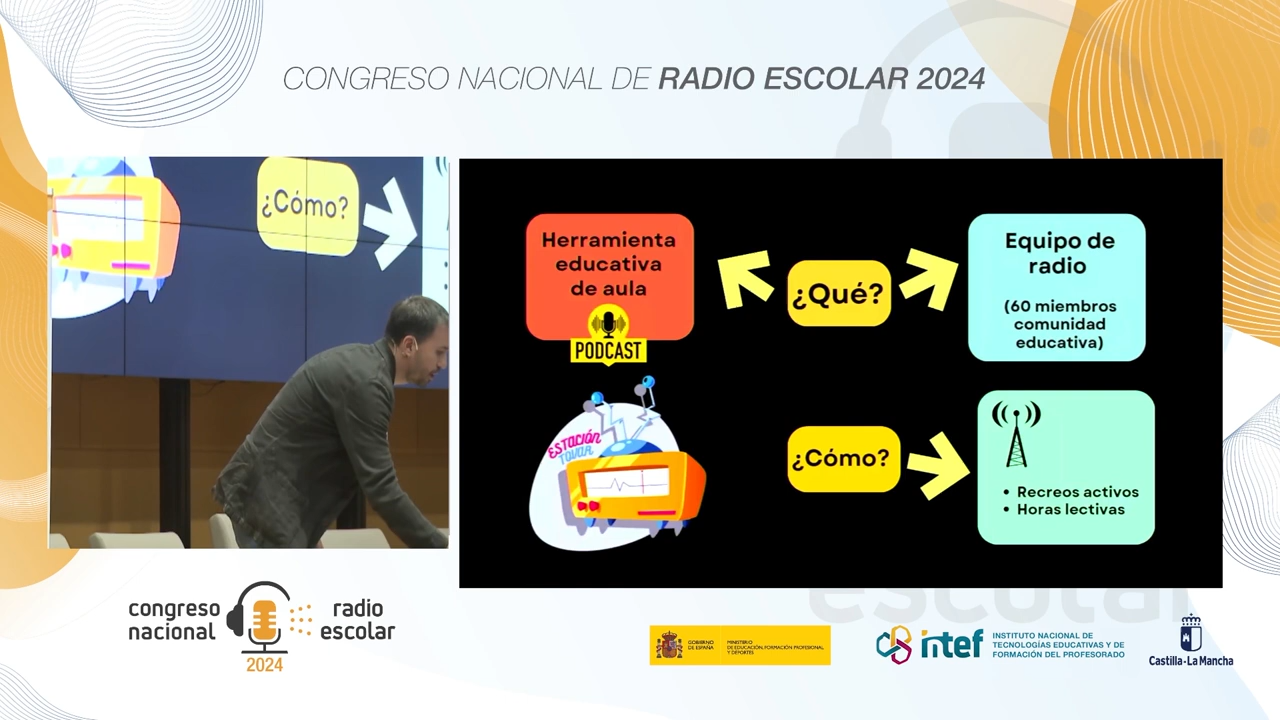 CONGRESO NACIONAL DE RADIO ESCOLAR 2024
¿Cómo?
Herramienta
educativa
de aula
PODCAST
¿Qué?
Equipo de
radio
(60 miembros
comunidad
educativa)
ESTACIÓN
TOVAR
¿Cómo?
• Recreos activos
• Horas lectivas
escolar
congreso
nacional
radio
escolar
2024
GOBIERNO
DE ESPAÑA
MINISTERIO
DE EDUCACIÓN, FORMACIÓN PROFESIONAL
Y DEPORTES
intef
INSTITUTO NACIONAL DE
TECNOLOGÍAS EDUCATIVAS Y DE
FORMACIÓN DEL PROFESORADO
Castilla-La Mancha